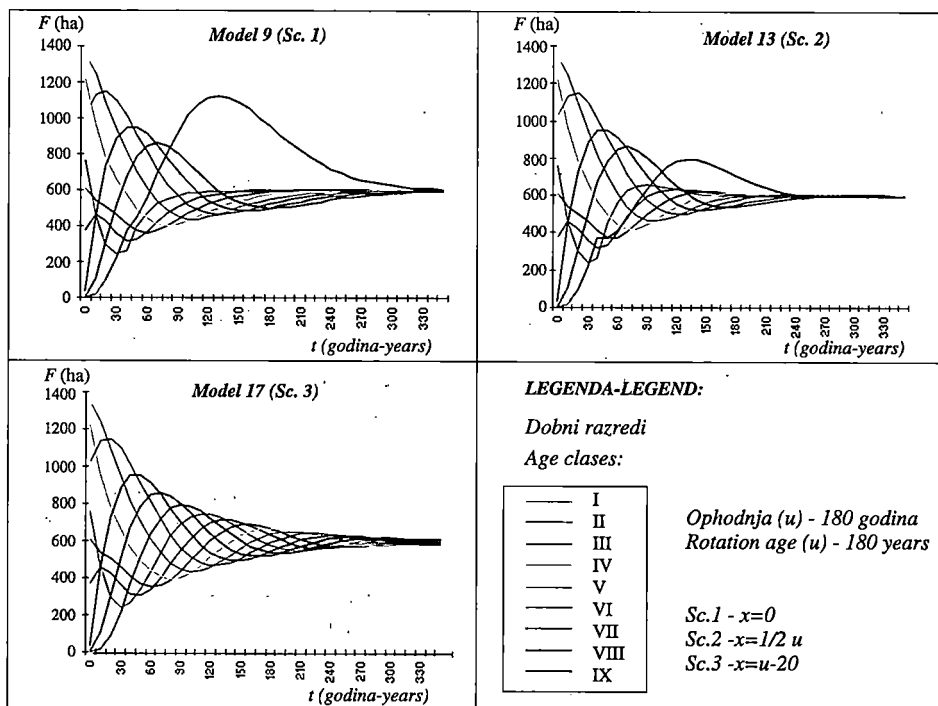 F (ha)
Model 9 (Sc. 1)
1400
1200
1000
800
600
400
200
0
0 30 60 90 120 150 180 210 240 270 300 330
t (godina-years)
F (ha)
Model 13 (Sc. 2)
1400
1200
1000
800
600
400
200
0
0 30 60 90 120 150 180 210 240 270 300 330
t (godina-years)
F (ha)
Model 17 (Sc. 3)
1400
1200
1000
800
600
400
200
0
0 30 60 90 120 150 180 210 240 270 300 330
t (godina-years)
LEGENDA-LEGEND:
Dobni razredi
Age clases:
I
II
III
IV
V
VI
VII
VIII
IX
Ophodnja (u) - 180 godina
Rotation age (u) - 180 years
Sc.1 - x=0
Sc.2 -x=1/2 u
Sc.3 -x=u-20